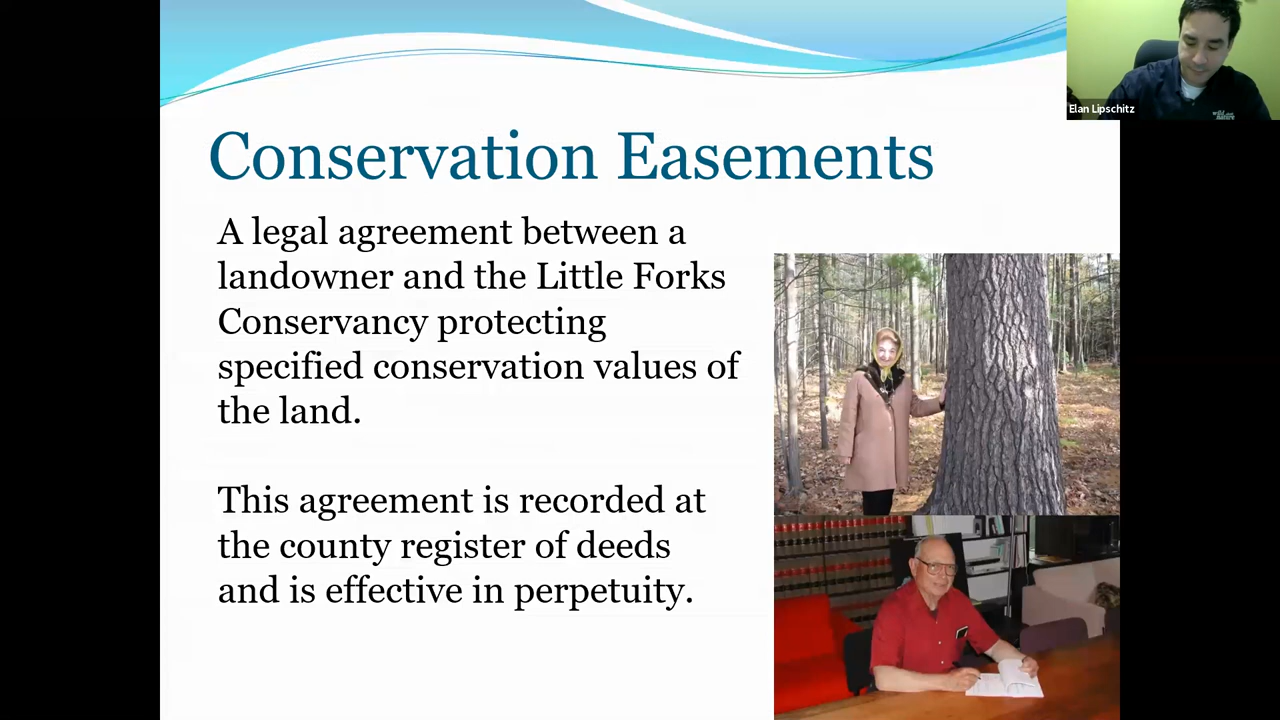 Elan Lipschitz
Conservation Easements
A legal agreement between a
landowner and the Little Forks
Conservancy protecting
specified conservation values of
the land.
This agreement is recorded at
the county register of deeds
and is effective in perpetuity.